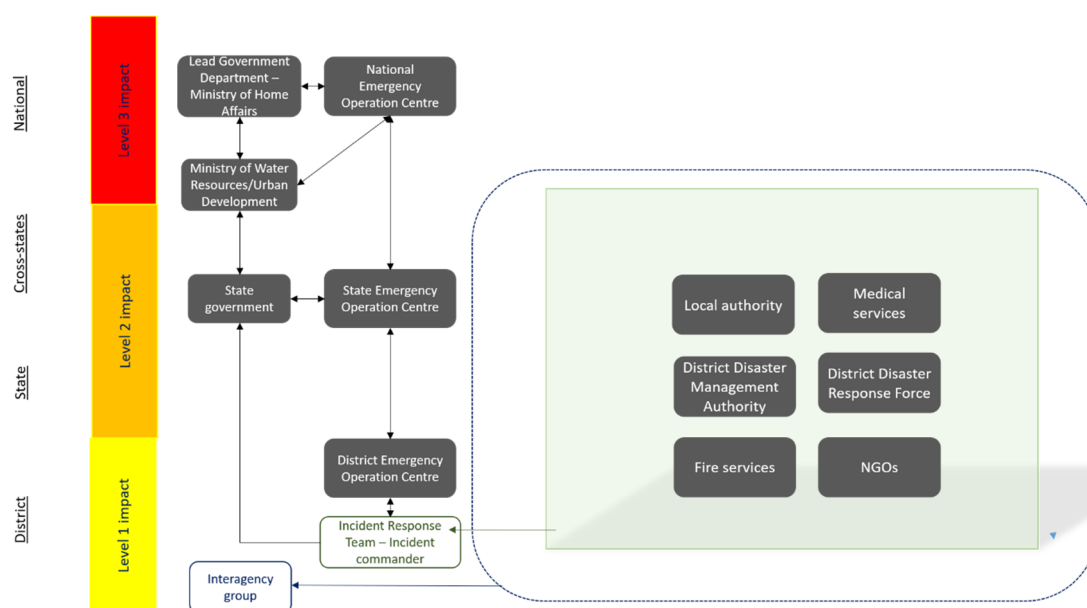 National
Cross-states
State
District
Level 3 impact
Level 2 impact
Level 1 impact
Lead Government
Department –
Ministry of Home
Affairs
National
Emergency
Operation Centre
Ministry of Water
Resources/Urban
Development
State
government
State Emergency
Operation Centre
District Emergency
Operation Centre
Incident Response
Team – Incident
commander
Interagency
group
Local authority
Medical
services
District Disaster
Management
Authority
District Disaster
Response Force
Fire services
NGOs